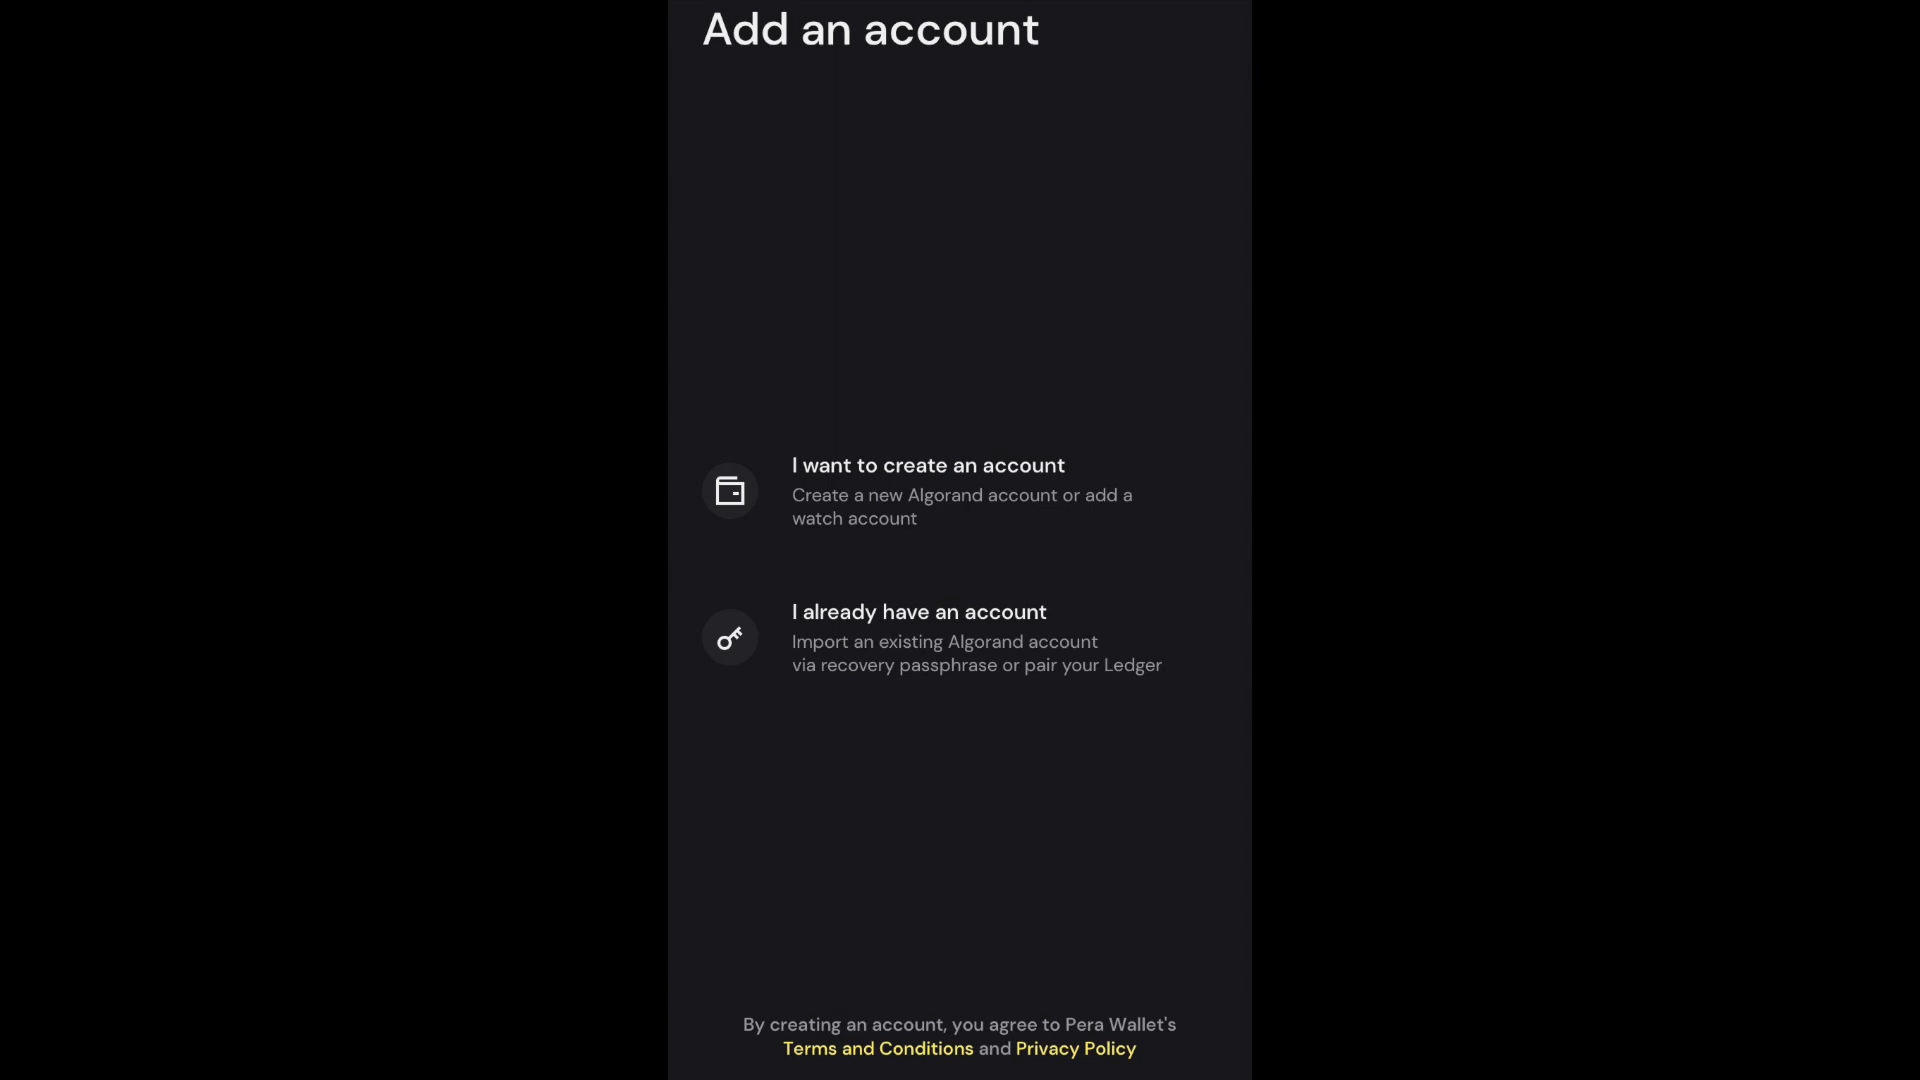 Add an account
I want to create an account
Create a new Algorand account or add a
watch account
I already have an account
Import an existing Algorand account
via recovery passphrase or pair your Ledger
By creating an account, you agree to Pera Wallet's
Terms and Conditions and Privacy Policy